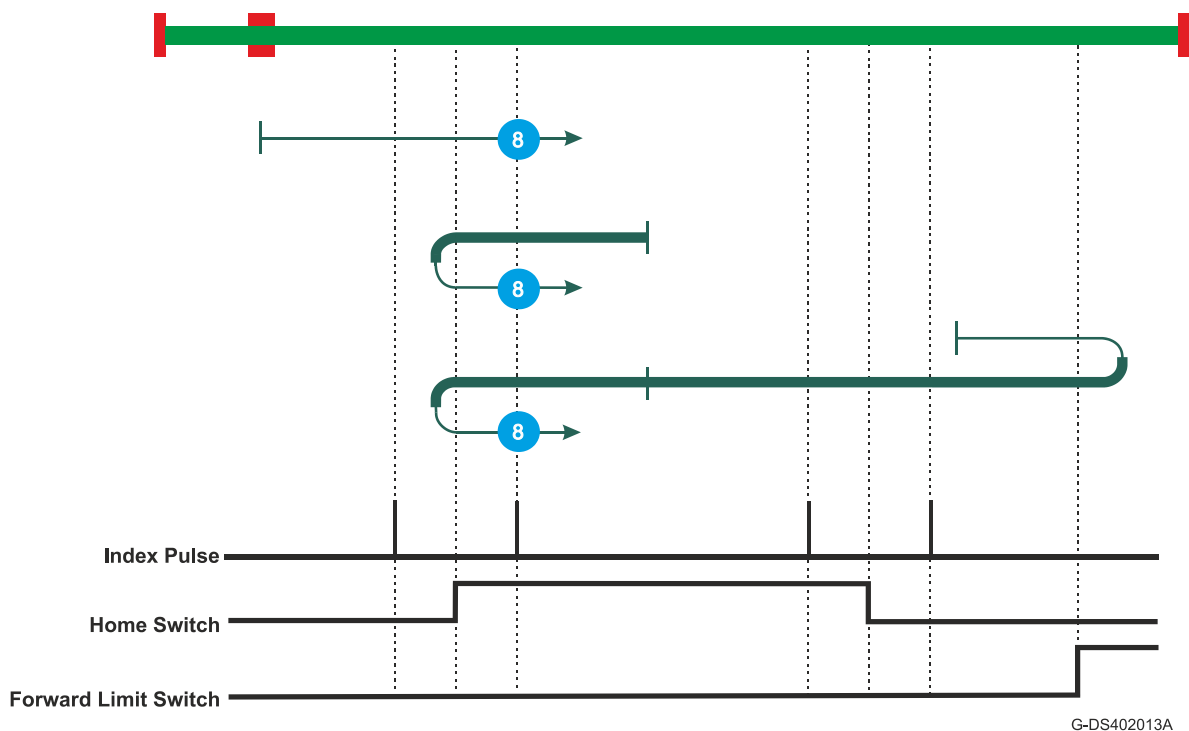 8
8
8
Index Pulse
Home Switch
Forward Limit Switch
G-DS402013A